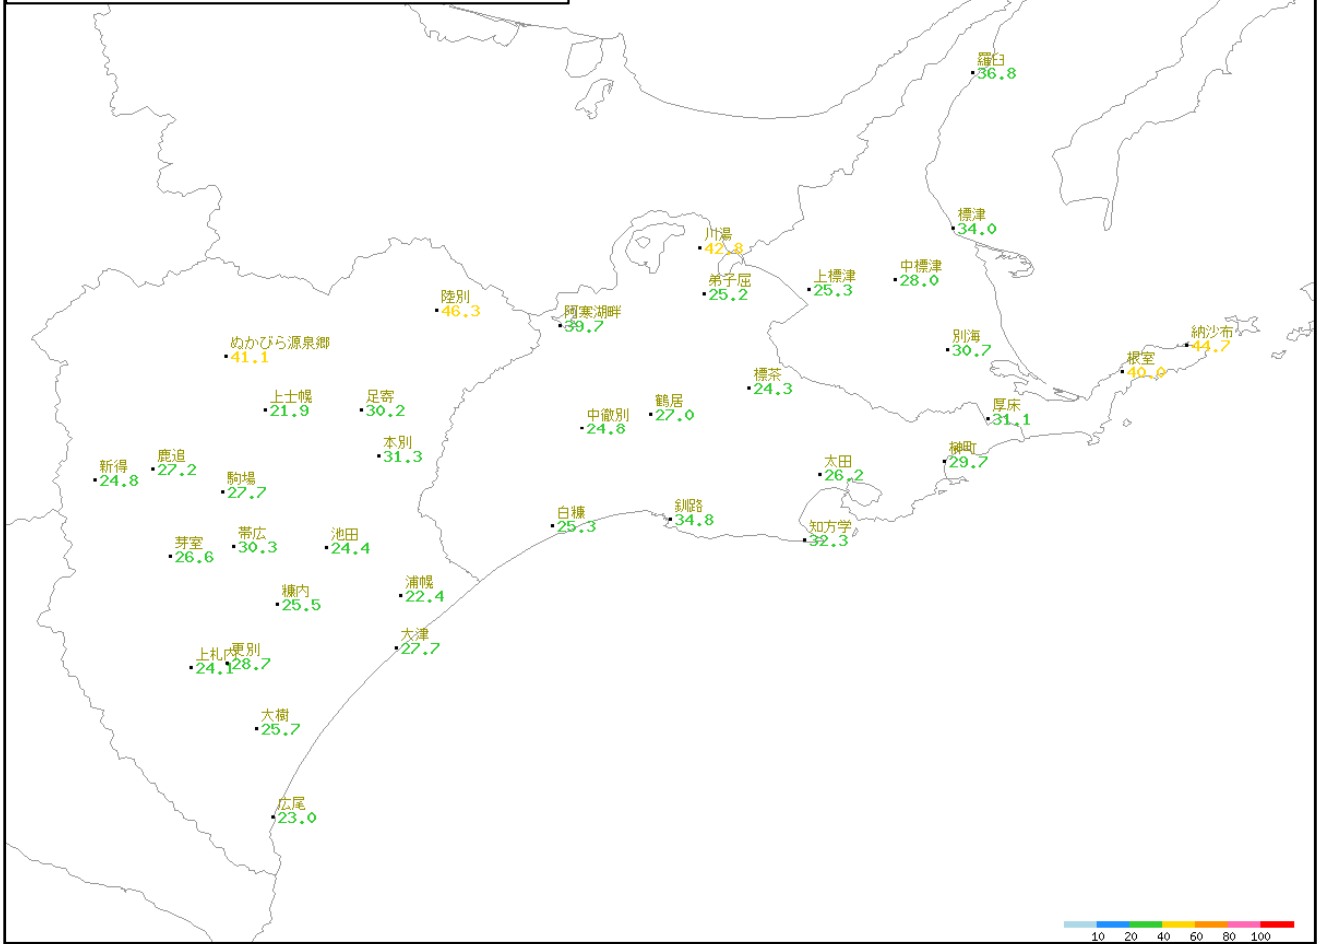 羅臼
36.8
標津
34.0
川湯
42.8
中標津
28.0
上標津
25.3
弟子屈
25.2
陸別
46.3
阿寒湖畔
39.7
納沙布
44.7
別海
30.7
ぬかびら源泉郷
41.1
根室
40.0
標茶
24.3
上士幌
21.9
足寄
30.2
鶴居
27.0
中徹別
24.8
厚床
31.1
本別
31.3
榊町
29.7
鹿追
27.2
新得
24.8
太田
26.2
駒場
27.7
釧路
34.8
白糠
25.3
知方学
32.3
帯広
30.3
池田
24.4
芽室
26.6
浦幌
22.4
糠内
25.5
大津
27.7
更別
28.7
上札内
24.1
大樹
25.7
広尾
23.0
10 20 40 60 80 100